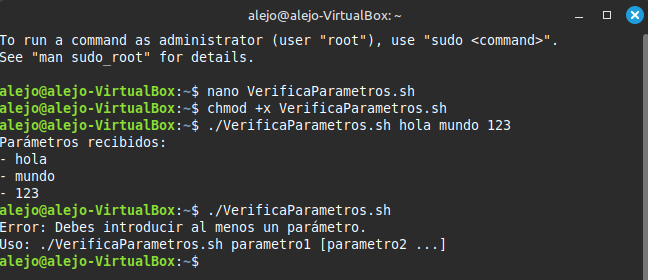 alejo@alejo-VirtualBox: ~
To run a command as administrator (user "root"), use "sudo <command>".
See "man sudo_root" for details.
alejo@alejo-VirtualBox:~$ nano VerificaParametros.sh
alejo@alejo-VirtualBox:~$ chmod +x VerificaParametros.sh
alejo@alejo-VirtualBox:~$ ./VerificaParametros.sh hola mundo 123
Parámetros recibidos:
- hola
- mundo
- 123
alejo@alejo-VirtualBox:~$ ./VerificaParametros.sh
Error: Debes introducir al menos un parámetro.
Uso: ./VerificaParametros.sh parametro1 [parametro2 ...]
alejo@alejo-VirtualBox:~$